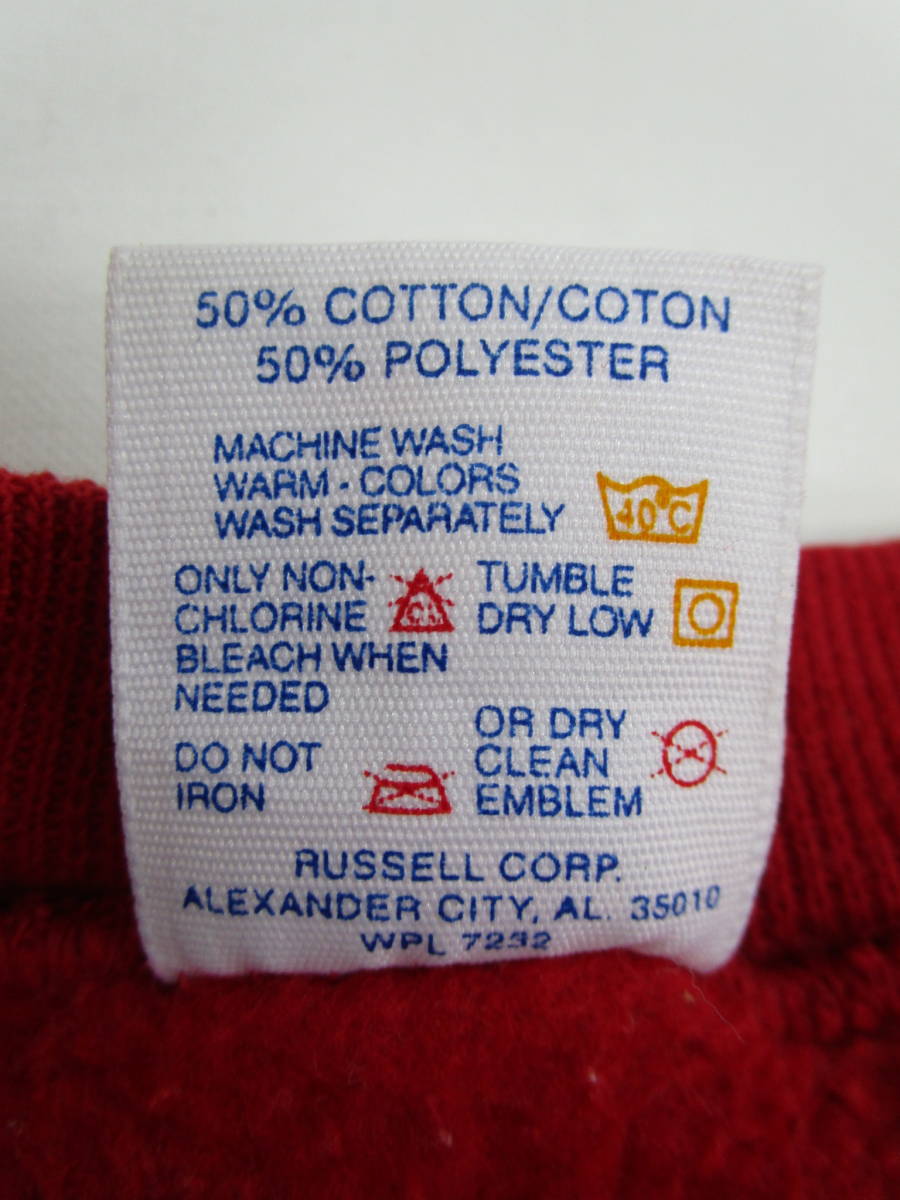 50% COTTON/COTON
50% POLYESTER
MACHINE WASH
WARM - COLORS
WASH SEPARATELY
40°C
ONLY NON-
CHLORINE
BLEACH WHEN
NEEDED
CL
TUMBLE
DRY LOW
DO NOT
IRON
OR DRY
CLEAN
EMBLEM
RUSSELL CORP.
ALEXANDER CITY, AL. 35010
WPL 7232